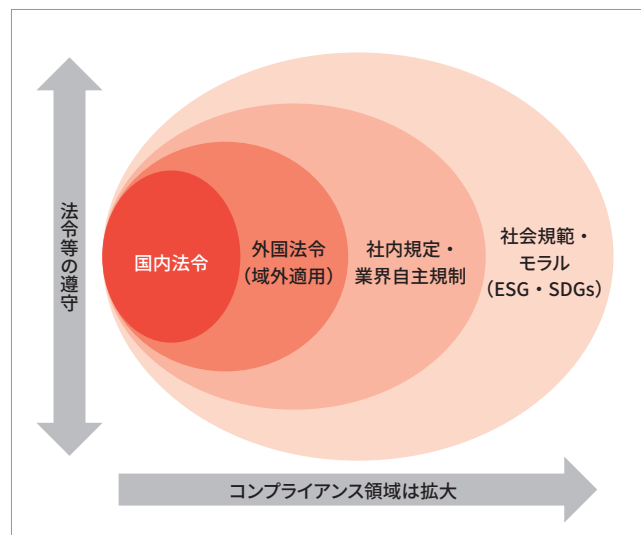 法令等の遵守
国内法令
外国法令
（域外適用）
社内規定・
業界自主規制
社会規範・
モラル
（ESG・SDGs）
コンプライアンス領域は拡大